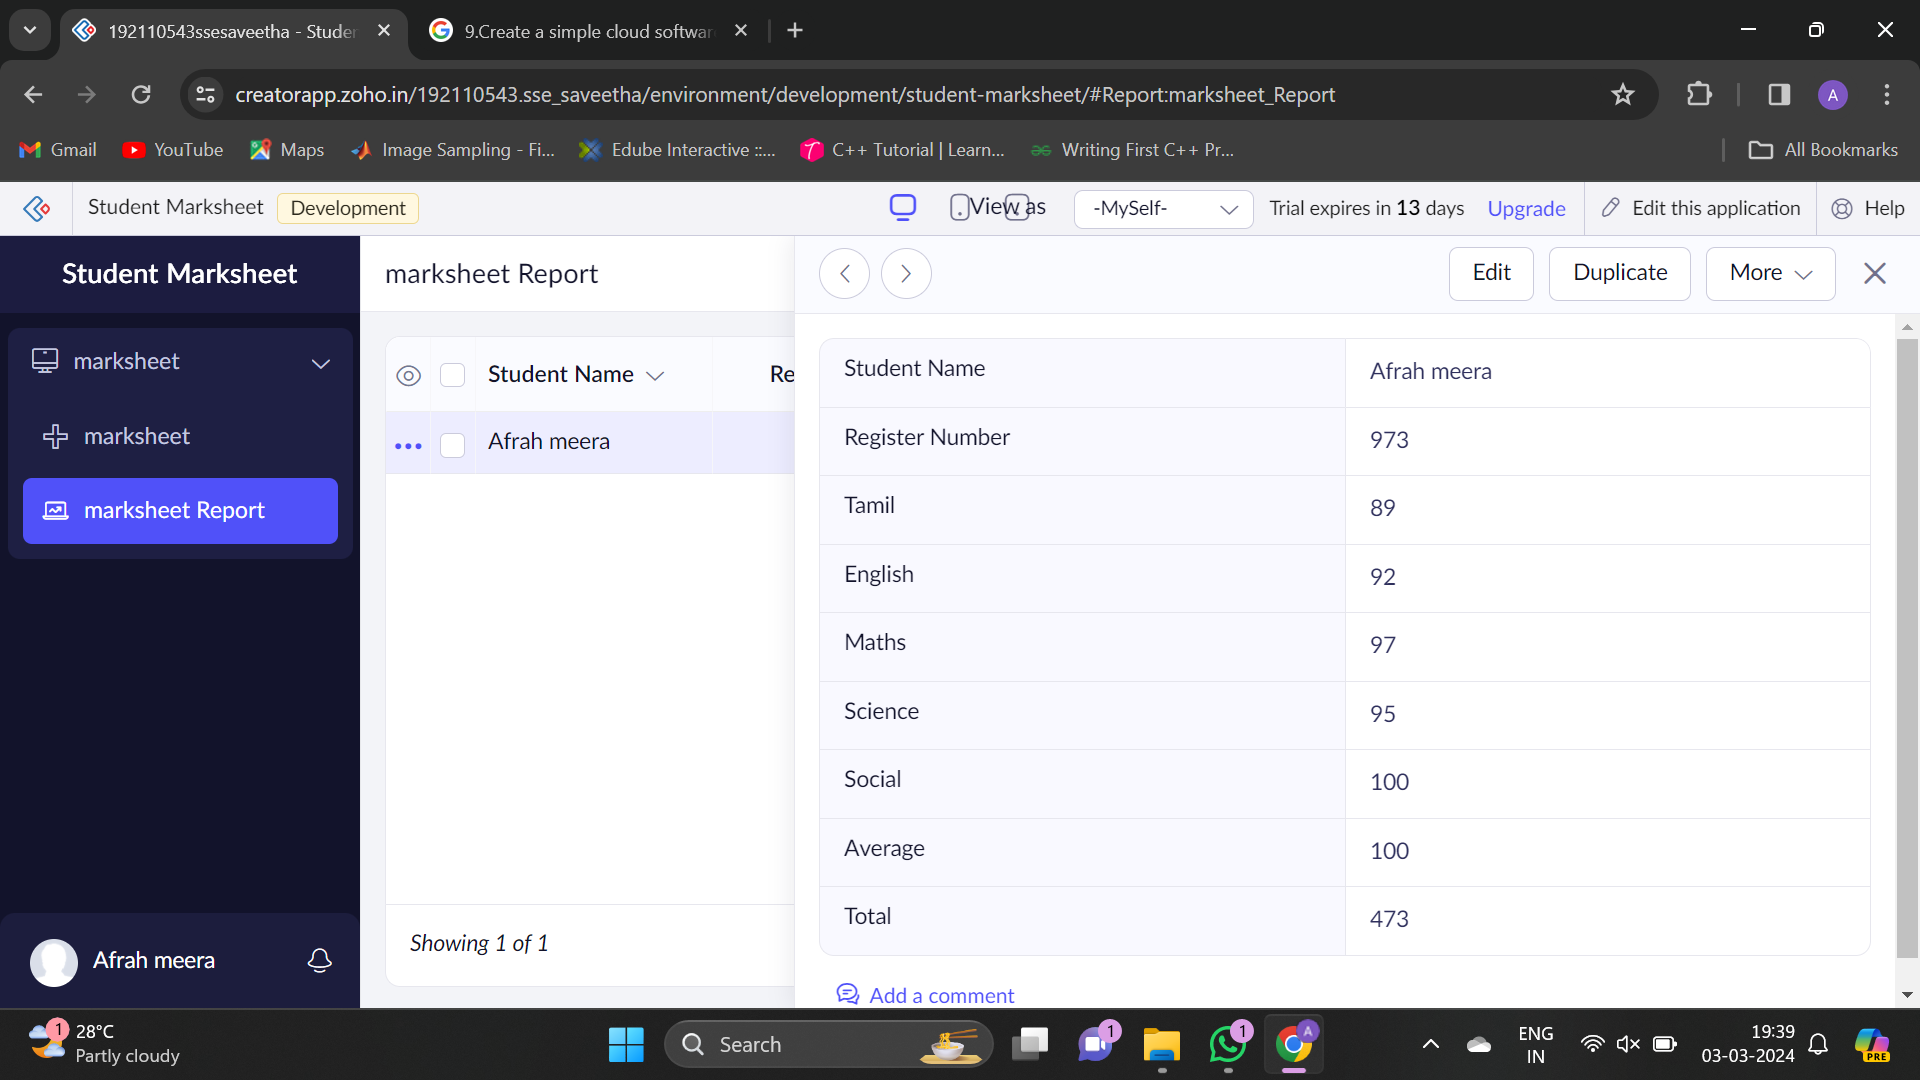 192110543ssesaveetha - Studen
9.Create a simple cloud softwar
creatorapp.zoho.in/192110543.sse_saveetha/environment/development/student-marksheet/#Report:marksheet_Report
A
Gmail
YouTube
Maps
Image Sampling - Fi...
Edube Interactive ::...
C++ Tutorial | Learn...
Writing First C++ Pr...
All Bookmarks
Student Marksheet
Development
View as
-MySelf-
Trial expires in 13 days
Upgrade
Edit this application
Help
Student Marksheet
marksheet
marksheet
marksheet Report
Afrah meera
marksheet Report
Student Name
Re
Afrah meera
Showing 1 of 1
Edit
Duplicate
More
Student Name
Afrah meera
Register Number
973
Tamil
89
English
92
Maths
97
Science
95
Social
100
Average
100
Total
473
Add a comment
1
28°C
Partly cloudy
Search
1
1
A
ENG
IN
19:39
03-03-2024
PRE